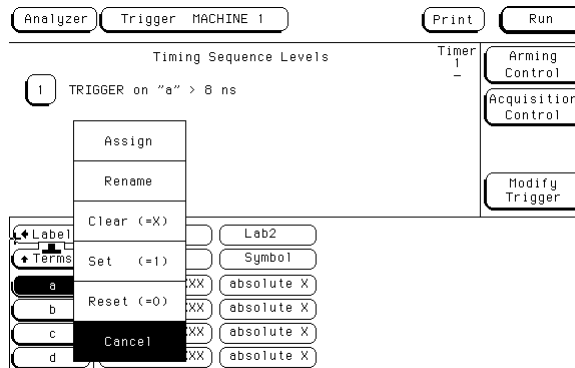 Analyzer Trigger MACHINE 1 Print Run
Timing Sequence Levels
Timer
1
-
Arming
Control
1 TRIGGER on "a" > 8 ns
Acquisition
Control
Modify
Trigger
Assign
Rename
Clear (=X)
Set (=1)
Reset (=0)
Cancel
Label Lab2
Terms Symbol
a XX absolute X
b XX absolute X
c XX absolute X
d XX absolute X